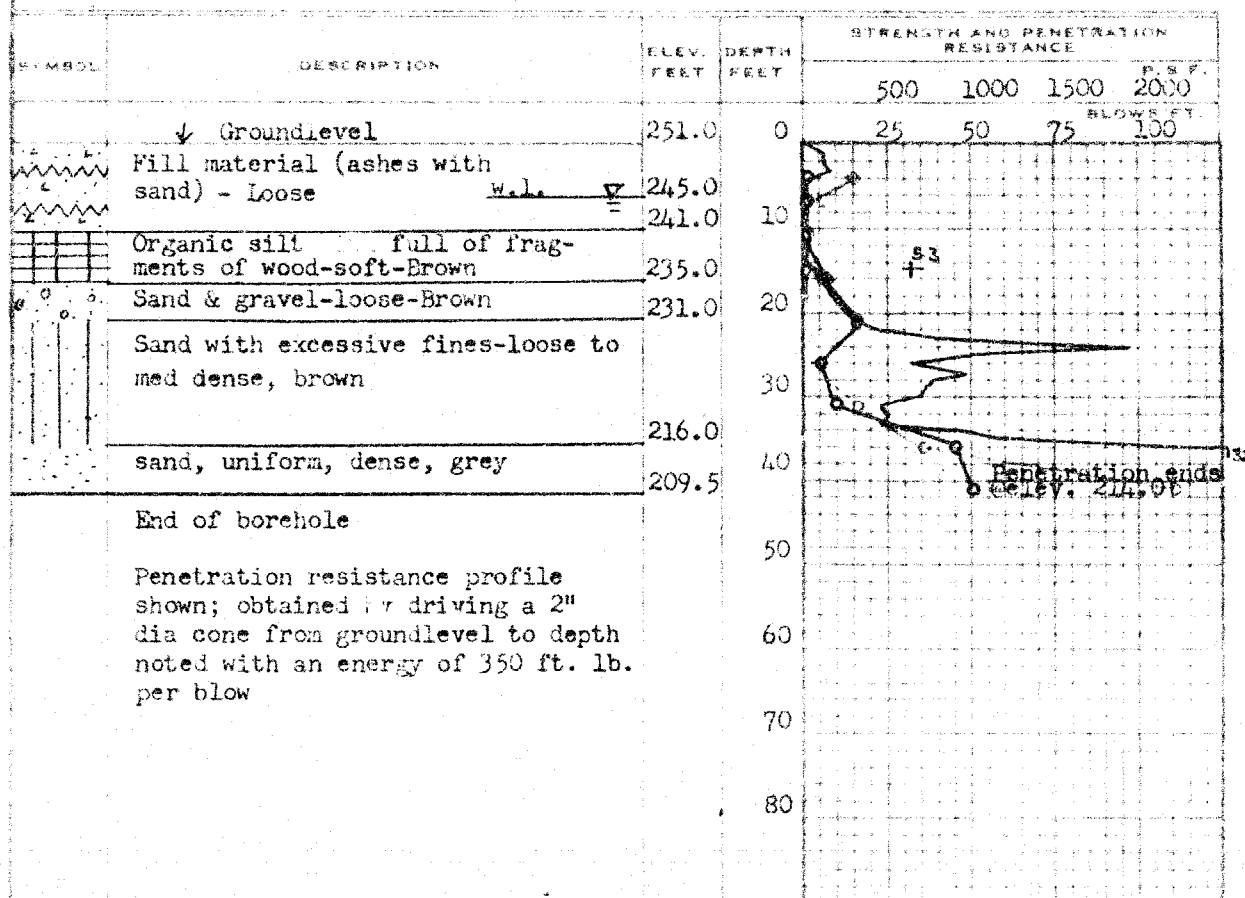 SYMBOL DESCRIPTION ELEV. FEET DEPTH FEET STRENGTH AND PENETRATION RESISTANCE
P.S.F.
500 1000 1500 2000
BLOWS FT.
25 50 75 100
↓ Groundlevel 251.0 0
Fill material (ashes with
sand) - Loose w.l. 245.0
241.0
10
Organic silt full of frag-
ments of wood-soft-Brown 235.0
S3
Sand & gravel-loose-Brown 231.0
20
Sand with excessive fines-loose to
med dense, brown
30
216.0
sand, uniform, dense, grey
40
209.5
Penetration ends
elev. 214.0
End of borehole
50
Penetration resistance profile
shown; obtained driving a 2"
dia cone from groundlevel to depth
noted with an energy of 350 ft. lb.
per blow
60
70
80